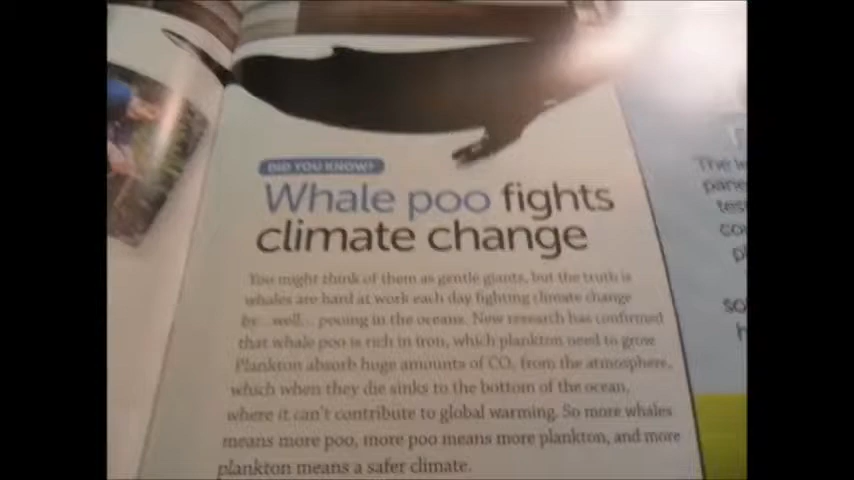 DID YOU KNOW?
Whale poo fights
climate change
You might think of them as gentle giants, but the truth is
whales are hard at work each day fighting climate change
by... well... pooing in the oceans. New research has confirmed
that whale poo is rich in iron, which plankton need to grow
Plankton absorb huge amounts of CO₂ from the atmosphere,
which when they die sinks to the bottom of the ocean,
where it can't contribute to global warming. So more whales
means more poo, more poo means more plankton, and more
plankton means a safer climate.